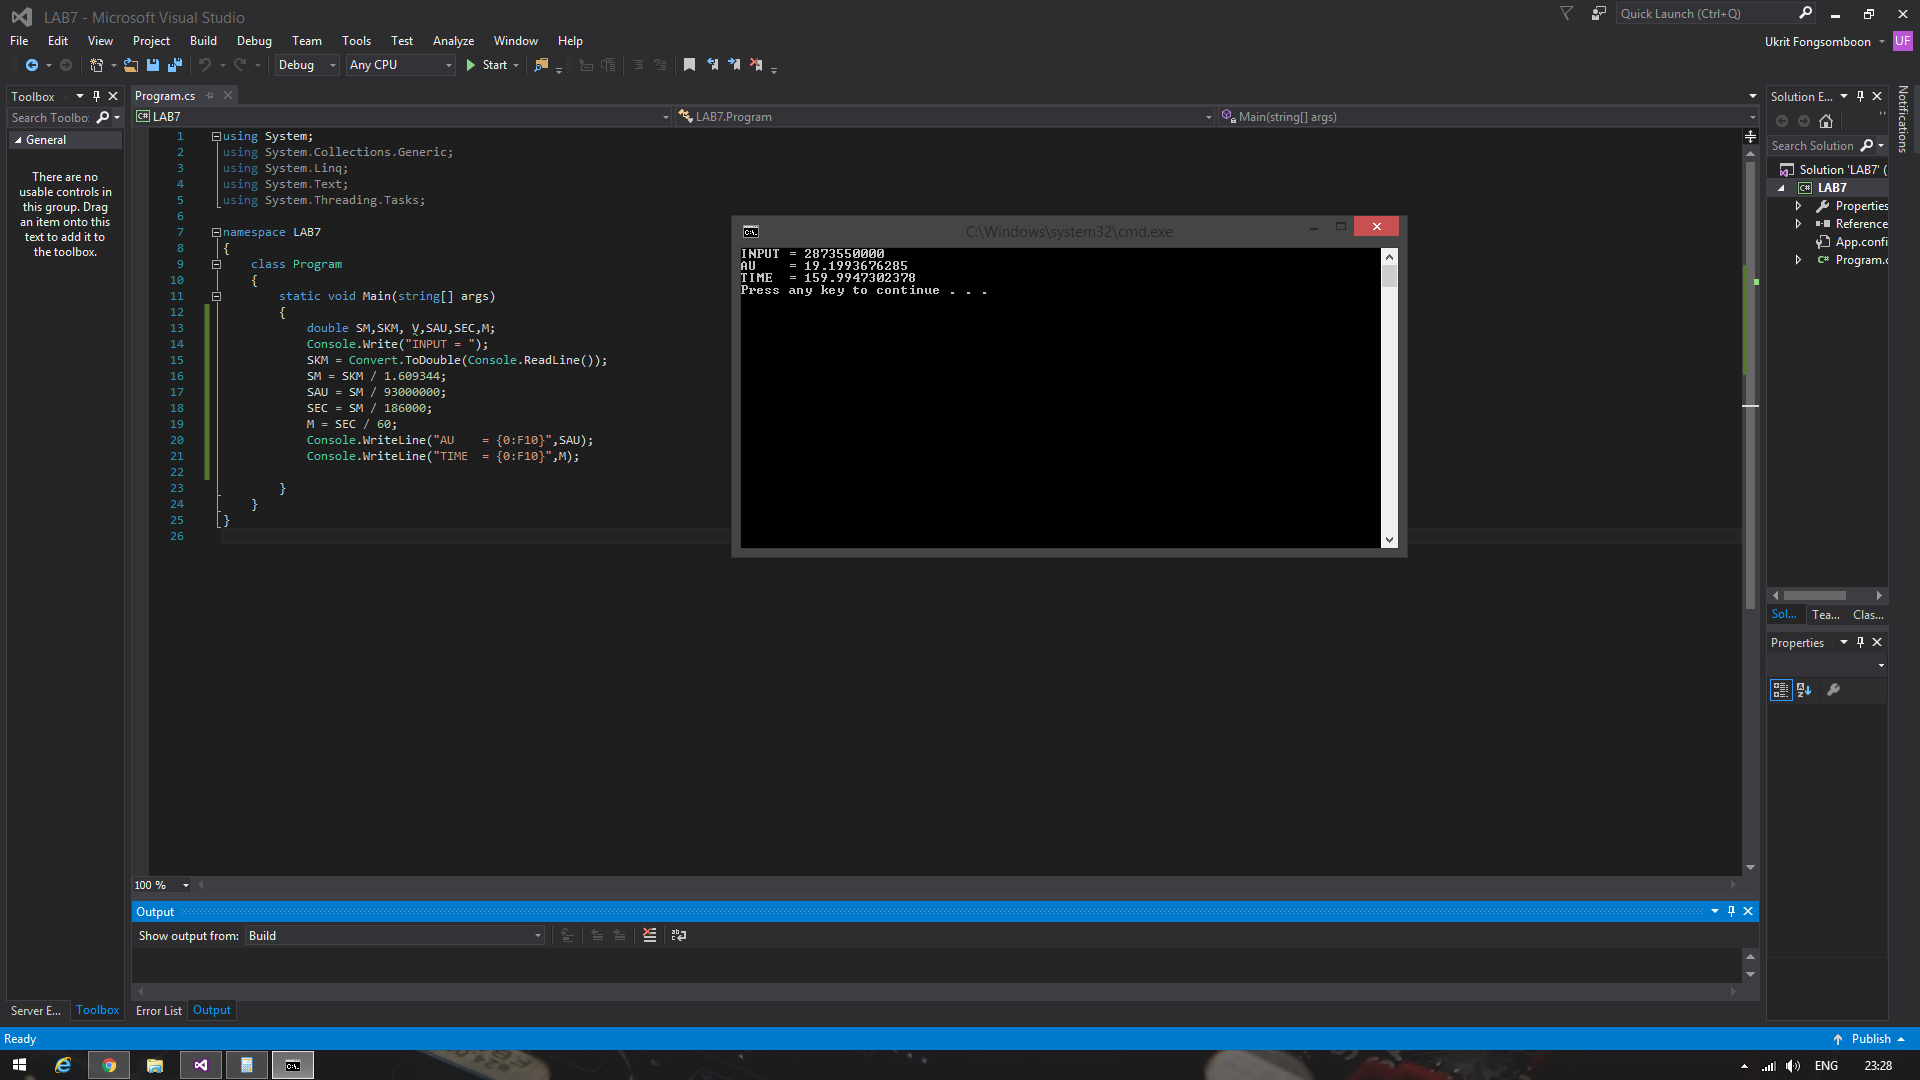 LAB7 - Microsoft Visual Studio
Quick Launch (Ctrl+Q)
File Edit View Project Build Debug Team Tools Test Analyze Window Help
Ukrit Fongsomboon UF
Debug Any CPU Start
Toolbox
Search Toolbo:
General
There are no
usable controls in
this group. Drag
an item onto this
text to add it to
the toolbox.
Program.cs
LAB7 LAB7.Program Main(string[] args)
1 using System;
2 using System.Collections.Generic;
3 using System.Linq;
4 using System.Text;
5 using System.Threading.Tasks;
6
7 namespace LAB7
8 {
9 class Program
10 {
11 static void Main(string[] args)
12 {
13 double SM,SKM, V,SAU,SEC,M;
14 Console.Write("INPUT = ");
15 SKM = Convert.ToDouble(Console.ReadLine());
16 SM = SKM / 1.609344;
17 SAU = SM / 93000000;
18 SEC = SM / 186000;
19 M = SEC / 60;
20 Console.WriteLine("AU    = {0:F10}",SAU);
21 Console.WriteLine("TIME  = {0:F10}",M);
22
23 }
24 }
25 }
26
C:\Windows\system32\cmd.exe
INPUT = 2873550000
AU    = 19.1993676285
TIME  = 159.9947302378
Press any key to continue . . .
Solution E...
Search Solution
Solution 'LAB7' (
LAB7
Properties
Reference
App.confi
Program.c
Sol... Tea... Clas...
Properties
Notifications
100 %
Output
Show output from: Build
Server E... Toolbox Error List Output
Ready
Publish
ENG 23:28